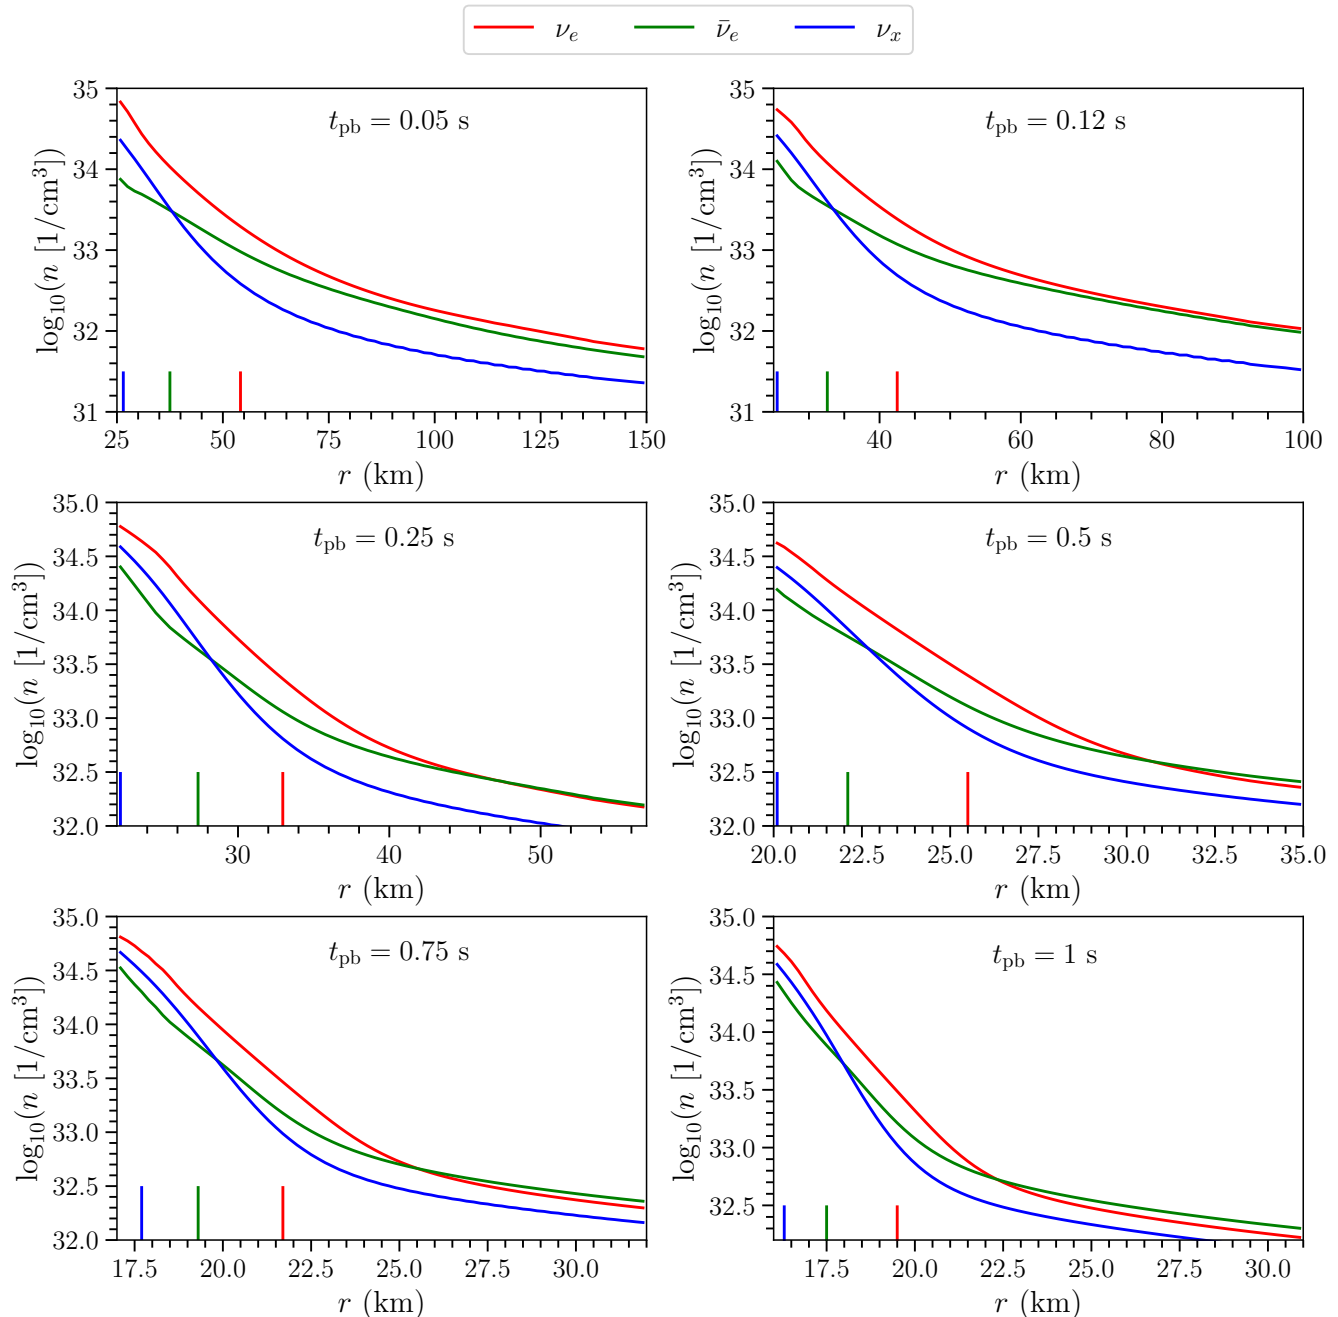 ν_e ν̄_e ν_x
t_pb = 0.05 s
log₁₀(n [1/cm³])
35
34
33
32
31
25 50 75 100 125 150
r (km)
t_pb = 0.12 s
log₁₀(n [1/cm³])
35
34
33
32
31
40 60 80 100
r (km)
t_pb = 0.25 s
log₁₀(n [1/cm³])
35.0
34.5
34.0
33.5
33.0
32.5
32.0
30 40 50
r (km)
t_pb = 0.5 s
log₁₀(n [1/cm³])
35.0
34.5
34.0
33.5
33.0
32.5
32.0
20.0 22.5 25.0 27.5 30.0 32.5 35.0
r (km)
t_pb = 0.75 s
log₁₀(n [1/cm³])
35.0
34.5
34.0
33.5
33.0
32.5
32.0
17.5 20.0 22.5 25.0 27.5 30.0
r (km)
t_pb = 1 s
log₁₀(n [1/cm³])
35.0
34.5
34.0
33.5
33.0
32.5
17.5 20.0 22.5 25.0 27.5 30.0
r (km)